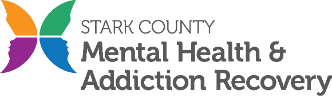 STARK COUNTY
Mental Health &
Addiction Recovery